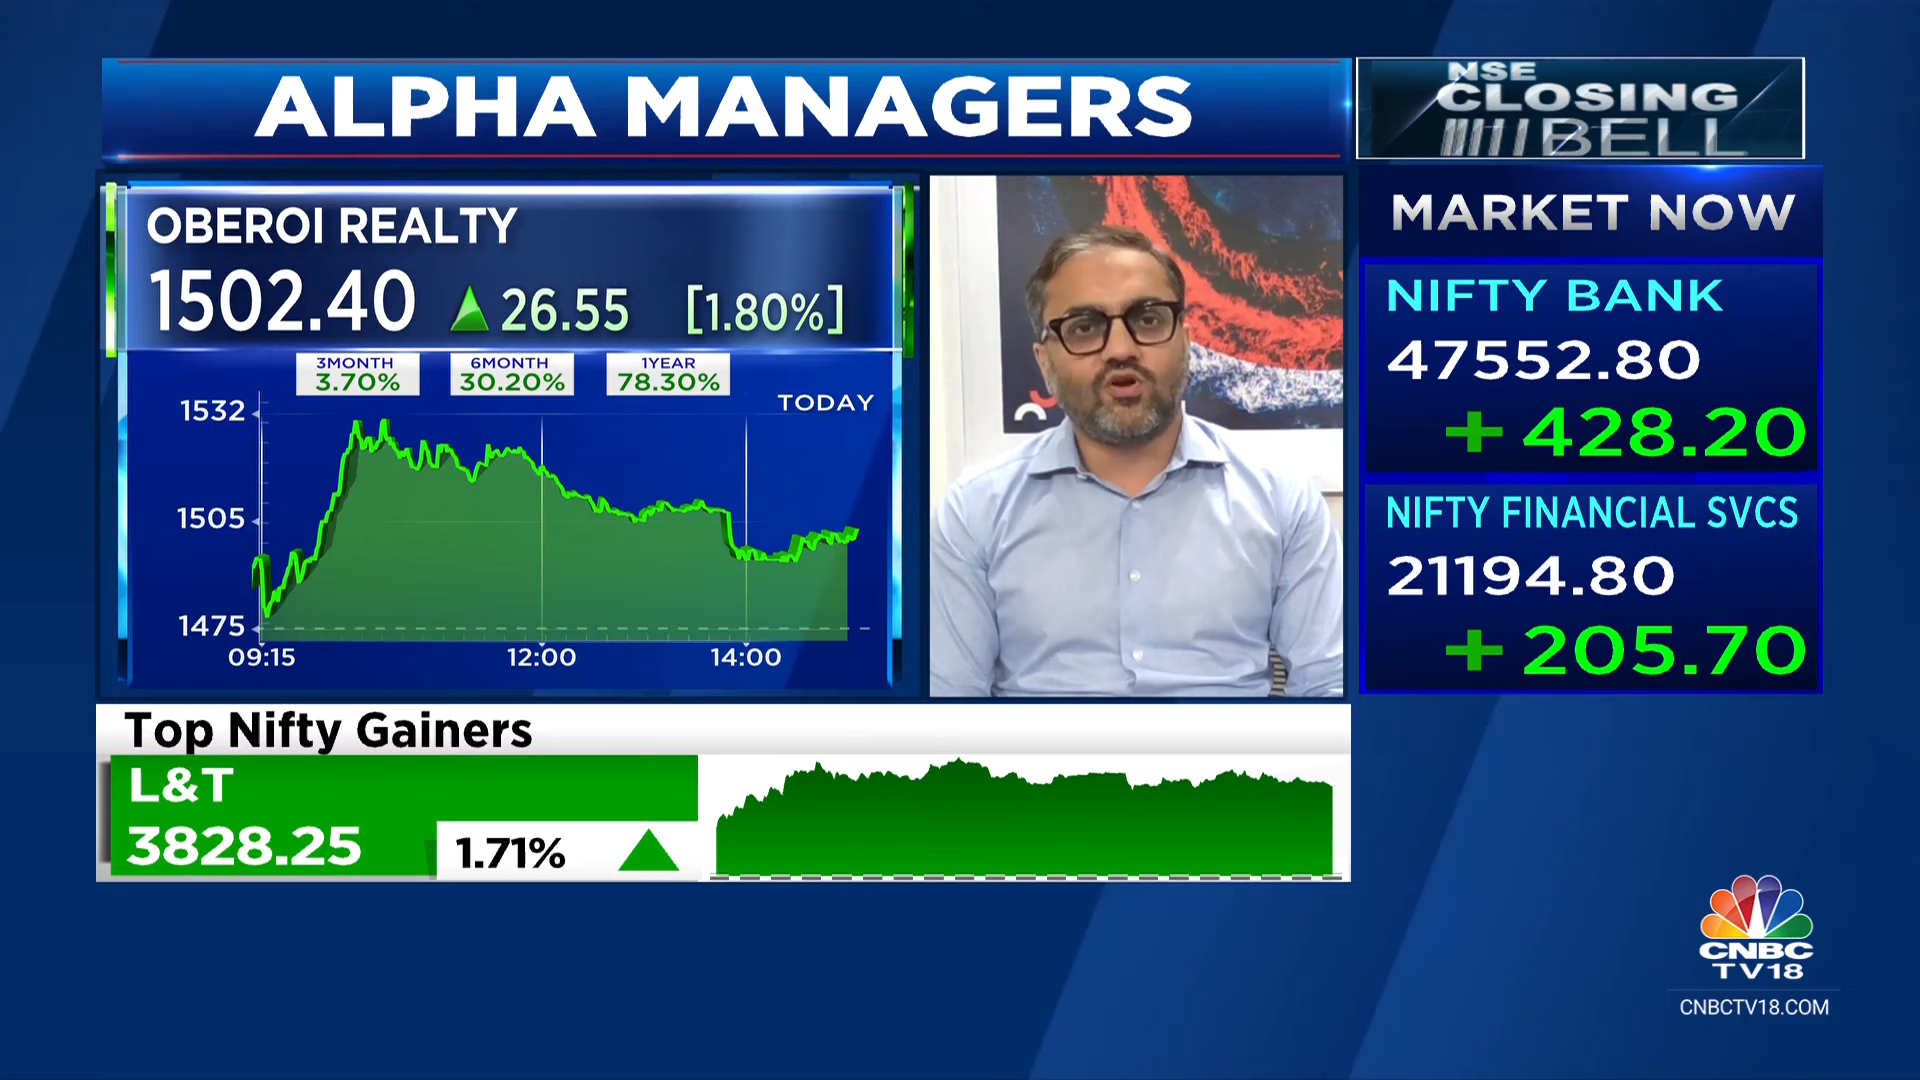 ALPHA MANAGERS
NSE
CLOSING
BELL
OBEROI REALTY
1502.40 ▲ 26.55 [1.80%]
3MONTH 6MONTH 1YEAR
3.70% 30.20% 78.30%
TODAY
1532
1505
1475
09:15 12:00 14:00
MARKET NOW
NIFTY BANK
47552.80
+ 428.20
NIFTY FINANCIAL SVCS
21194.80
+ 205.70
Top Nifty Gainers
L&T
3828.25 1.71% ▲
CNBC
TV18
CNBCTV18.COM